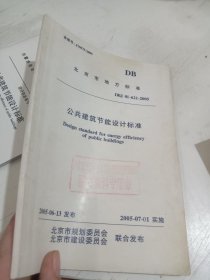 DB
北京市地方标准
DBJ 01-621-2005
公共建筑节能设计标准
Design standard for energy efficiency
of public buildings
2005-06-13 发布
2005-07-01 实施
北京市规划委员会
北京市建设委员会
联合发布